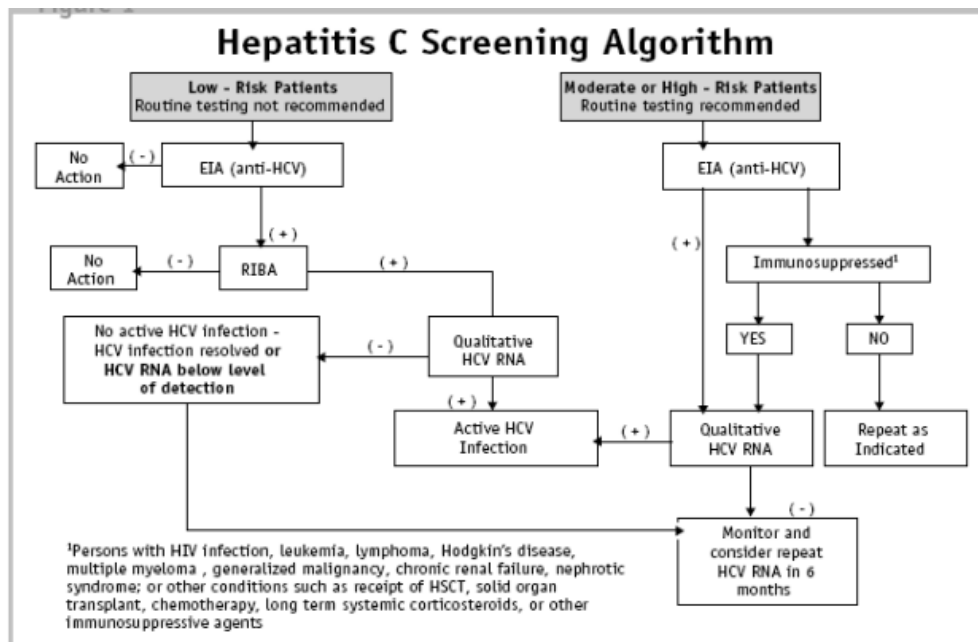 Figure 1
Hepatitis C Screening Algorithm
Low - Risk Patients
Routine testing not recommended
Moderate or High - Risk Patients
Routine testing recommended
No
Action
(-)
EIA (anti-HCV)
EIA (anti-HCV)
(+)
(+)
No
Action
(-)
RIBA
(+)
Immunosuppressed¹
No active HCV infection -
HCV infection resolved or
HCV RNA below level
of detection
(-)
Qualitative
HCV RNA
YES
NO
(+)
Active HCV
Infection
(+)
Qualitative
HCV RNA
Repeat as
Indicated
(-)
Monitor and
consider repeat
HCV RNA in 6
months
¹Persons with HIV infection, leukemia, lymphoma, Hodgkin's disease,
multiple myeloma , generalized malignancy, chronic renal failure, nephrotic
syndrome; or other conditions such as receipt of HSCT, solid organ
transplant, chemotherapy, long term systemic corticosteroids, or other
immunosuppressive agents